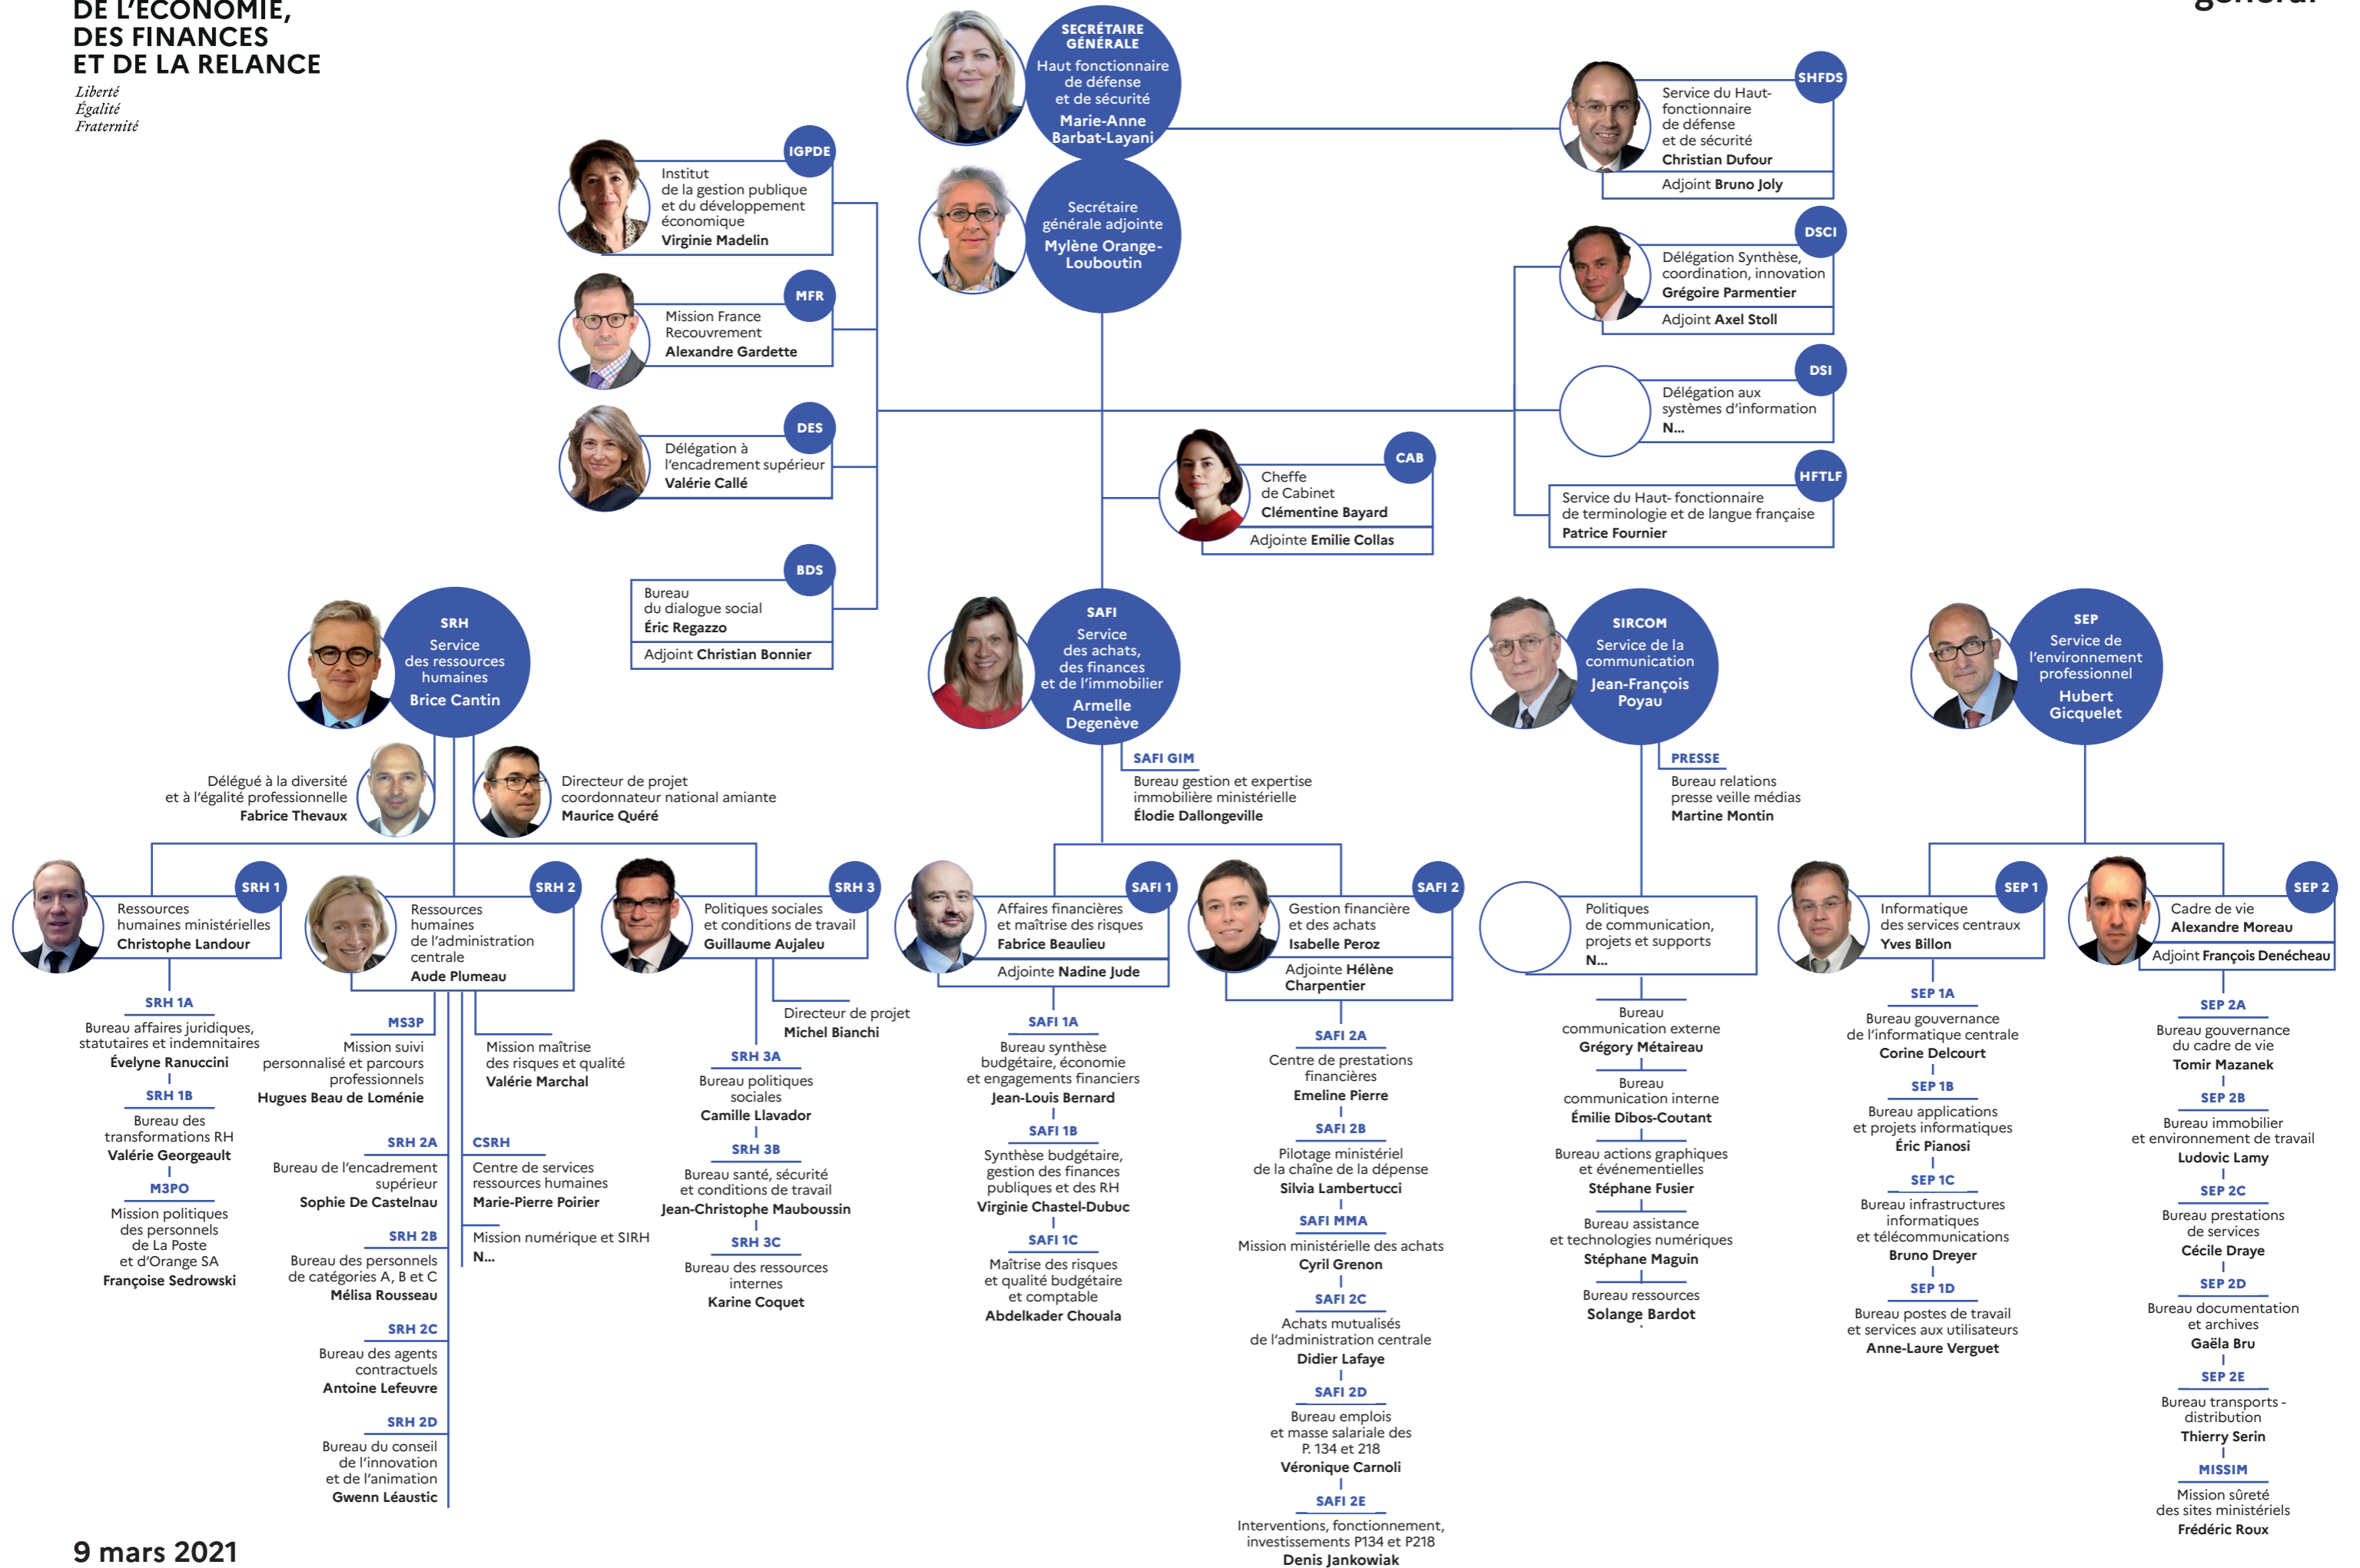 DE L'ÉCONOMIE,
DES FINANCES
ET DE LA RELANCE
Liberté
Égalité
Fraternité
général
SECRÉTAIRE
GÉNÉRALE
Haut fonctionnaire
de défense
et de sécurité
Marie-Anne
Barbat-Layani
Secrétaire
générale adjointe
Mylène Orange-
Louboutin
SHFDS
Service du Haut-
fonctionnaire
de défense
et de sécurité
Christian Dufour
Adjoint Bruno Joly
IGPDE
Institut
de la gestion publique
et du développement
économique
Virginie Madelin
MFR
Mission France
Recouvrement
Alexandre Gardette
DES
Délégation à
l'encadrement supérieur
Valérie Callé
BDS
Bureau
du dialogue social
Éric Regazzo
Adjoint Christian Bonnier
DSCI
Délégation Synthèse,
coordination, innovation
Grégoire Parmentier
Adjoint Axel Stoll
DSI
Délégation aux
systèmes d'information
N...
HFTLF
Service du Haut- fonctionnaire
de terminologie et de langue française
Patrice Fournier
CAB
Cheffe
de Cabinet
Clémentine Bayard
Adjointe Emilie Collas
SRH
Service
des ressources
humaines
Brice Cantin
Délégué à la diversité
et à l'égalité professionnelle
Fabrice Thevaux
Directeur de projet
coordonnateur national amiante
Maurice Quéré
SRH 1
Ressources
humaines ministérielles
Christophe Landour
SRH 1A
Bureau affaires juridiques,
statutaires et indemnitaires
Évelyne Ranuccini
SRH 1B
Bureau des
transformations RH
Valérie Georgeault
M3PO
Mission politiques
des personnels
de La Poste
et d'Orange SA
Françoise Sedrowski
SRH 2
Ressources
humaines
de l'administration
centrale
Aude Plumeau
MS3P
Mission suivi
personnalisé et parcours
professionnels
Hugues Beau de Loménie
Mission maîtrise
des risques et qualité
Valérie Marchal
SRH 2A
Bureau de l'encadrement
supérieur
Sophie De Castelnau
SRH 2B
Bureau des personnels
de catégories A, B et C
Mélisa Rousseau
SRH 2C
Bureau des agents
contractuels
Antoine Lefeuvre
SRH 2D
Bureau du conseil
de l'innovation
et de l'animation
Gwenn Léaustic
CSRH
Centre de services
ressources humaines
Marie-Pierre Poirier
Mission numérique et SIRH
N...
SRH 3
Politiques sociales
et conditions de travail
Guillaume Aujaleu
Directeur de projet
Michel Bianchi
SRH 3A
Bureau politiques
sociales
Camille Llavador
SRH 3B
Bureau santé, sécurité
et conditions de travail
Jean-Christophe Mauboussin
SRH 3C
Bureau des ressources
internes
Karine Coquet
SAFI
Service
des achats,
des finances
et de l'immobilier
Armelle
Degenève
SAFI GIM
Bureau gestion et expertise
immobilière ministérielle
Élodie Dallongeville
SAFI 1
Affaires financières
et maîtrise des risques
Fabrice Beaulieu
Adjointe Nadine Jude
SAFI 1A
Bureau synthèse
budgétaire, économie
et engagements financiers
Jean-Louis Bernard
SAFI 1B
Synthèse budgétaire,
gestion des finances
publiques et des RH
Virginie Chastel-Dubuc
SAFI 1C
Maîtrise des risques
et qualité budgétaire
et comptable
Abdelkader Chouala
SAFI 2
Gestion financière
et des achats
Isabelle Peroz
Adjointe Hélène
Charpentier
SAFI 2A
Centre de prestations
financières
Emeline Pierre
SAFI 2B
Pilotage ministériel
de la chaîne de la dépense
Silvia Lambertucci
SAFI MMA
Mission ministérielle des achats
Cyril Grenon
SAFI 2C
Achats mutualisés
de l'administration centrale
Didier Lafaye
SAFI 2D
Bureau emplois
et masse salariale des
P. 134 et 218
Véronique Carnoli
SAFI 2E
Interventions, fonctionnement,
investissements P134 et P218
Denis Jankowiak
SIRCOM
Service de la
communication
Jean-François
Poyau
PRESSE
Bureau relations
presse veille médias
Martine Montin
Politiques
de communication,
projets et supports
N...
Bureau
communication externe
Grégory Métaireau
Bureau
communication interne
Émilie Dibos-Coutant
Bureau actions graphiques
et événementielles
Stéphane Fusier
Bureau assistance
et technologies numériques
Stéphane Maguin
Bureau ressources
Solange Bardot
SEP
Service de
l'environnement
professionnel
Hubert
Gicquelet
SEP 1
Informatique
des services centraux
Yves Billon
SEP 1A
Bureau gouvernance
de l'informatique centrale
Corine Delcourt
SEP 1B
Bureau applications
et projets informatiques
Éric Pianosi
SEP 1C
Bureau infrastructures
informatiques
et télécommunications
Bruno Dreyer
SEP 1D
Bureau postes de travail
et services aux utilisateurs
Anne-Laure Verguet
SEP 2
Cadre de vie
Alexandre Moreau
Adjoint François Denécheau
SEP 2A
Bureau gouvernance
du cadre de vie
Tomir Mazanek
SEP 2B
Bureau immobilier
et environnement de travail
Ludovic Lamy
SEP 2C
Bureau prestations
de services
Cécile Draye
SEP 2D
Bureau documentation
et archives
Gaëla Bru
SEP 2E
Bureau transports -
distribution
Thierry Serin
MISSIM
Mission sûreté
des sites ministériels
Frédéric Roux
9 mars 2021